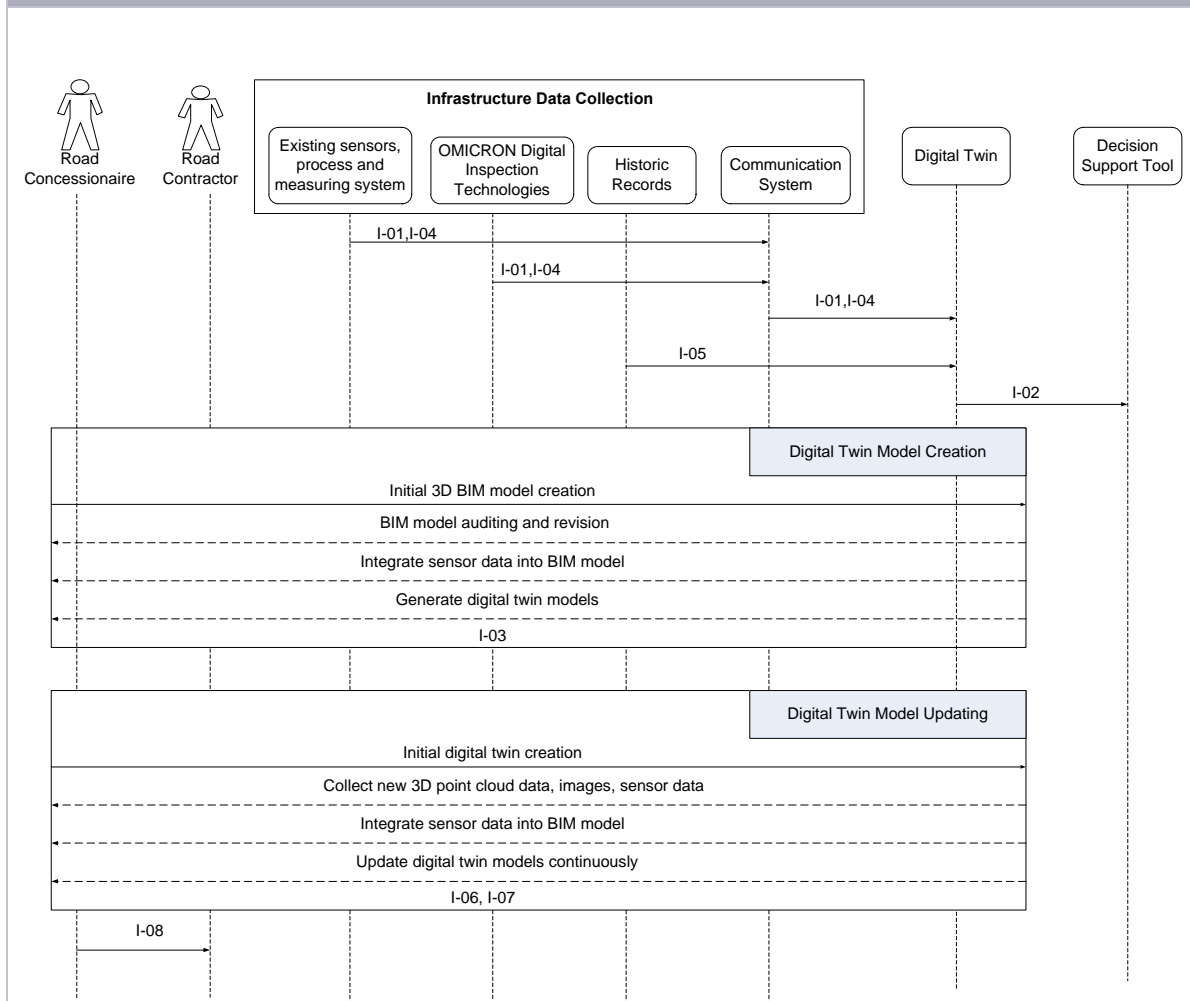 Infrastructure Data Collection
Road
Concessionaire
Road
Contractor
Existing sensors,
process and
measuring system
OMICRON Digital
Inspection
Technologies
Historic
Records
Communication
System
Digital Twin
Decision
Support Tool
I-01,I-04
I-01,I-04
I-01,I-04
I-05
I-02
Digital Twin Model Creation
Initial 3D BIM model creation
BIM model auditing and revision
Integrate sensor data into BIM model
Generate digital twin models
I-03
Digital Twin Model Updating
Initial digital twin creation
Collect new 3D point cloud data, images, sensor data
Integrate sensor data into BIM model
Update digital twin models continuously
I-06, I-07
I-08